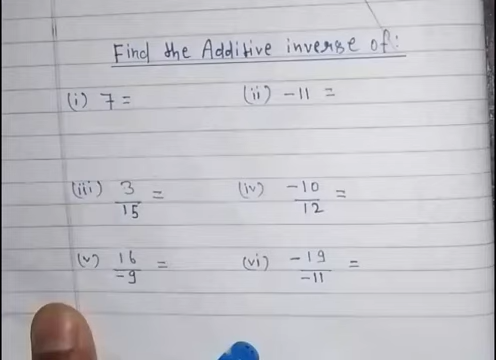 Find the Additive inverse of:
(i) 7 = (ii) -11 =
(iii) 3/15 = (iv) -10/12 =
(v) 16/-9 = (vi) -19/-11 =